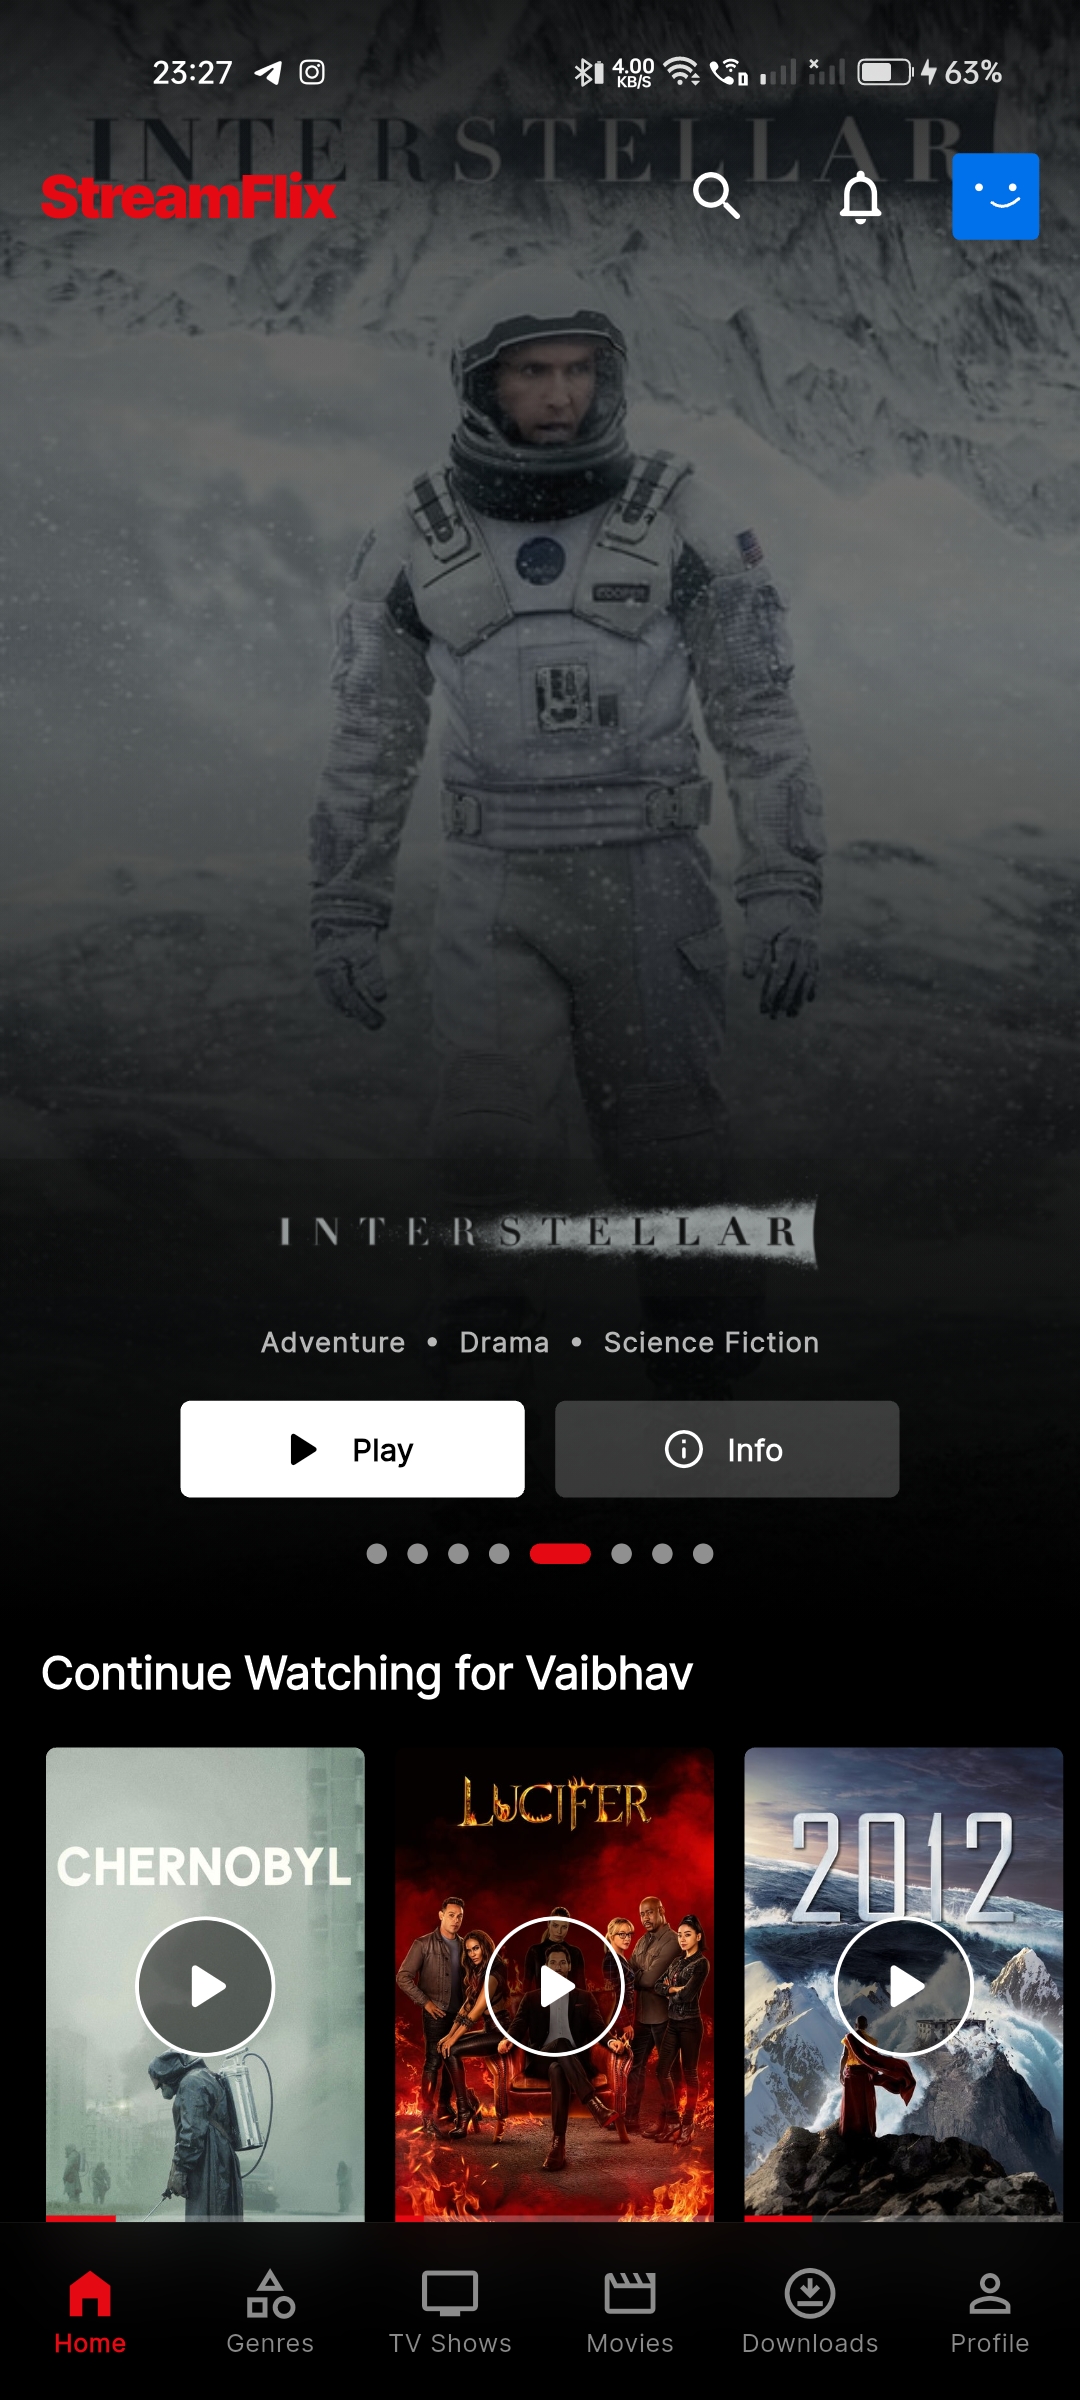 23:27 4.00 KB/S 63%
INTERSTELLAR
StreamFlix
COOPER
INTERSTELLAR
Adventure • Drama • Science Fiction
Play Info
Continue Watching for Vaibhav
CHERNOBYL LUCIFER 2012
Home Genres TV Shows Movies Downloads Profile